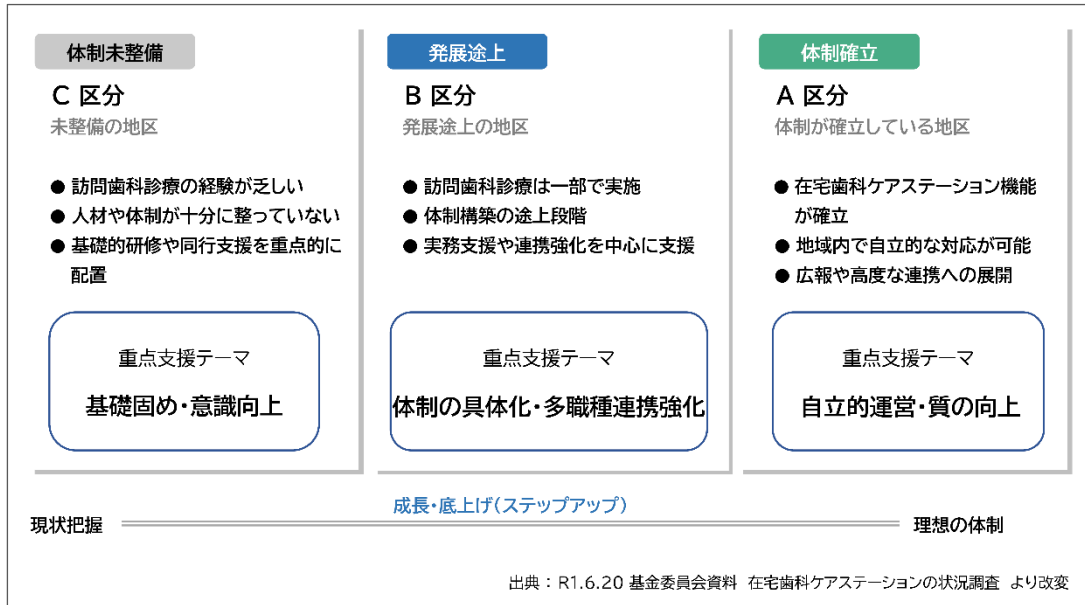 体制未整備
C 区分
未整備の地区
● 訪問歯科診療の経験が乏しい
● 人材や体制が十分に整っていない
● 基礎的研修や同行支援を重点的に
配置
重点支援テーマ
基礎固め・意識向上
発展途上
B 区分
発展途上の地区
● 訪問歯科診療は一部で実施
● 体制構築の途上段階
● 実務支援や連携強化を中心に支援
重点支援テーマ
体制の具体化・多職種連携強化
体制確立
A 区分
体制が確立している地区
● 在宅歯科ケアステーション機能
が確立
● 地域内で自立的な対応が可能
● 広報や高度な連携への展開
重点支援テーマ
自立的運営・質の向上
成長・底上げ(ステップアップ)
現状把握
理想の体制
出典：R1.6.20 基金委員会資料 在宅歯科ケアステーションの状況調査 より改変